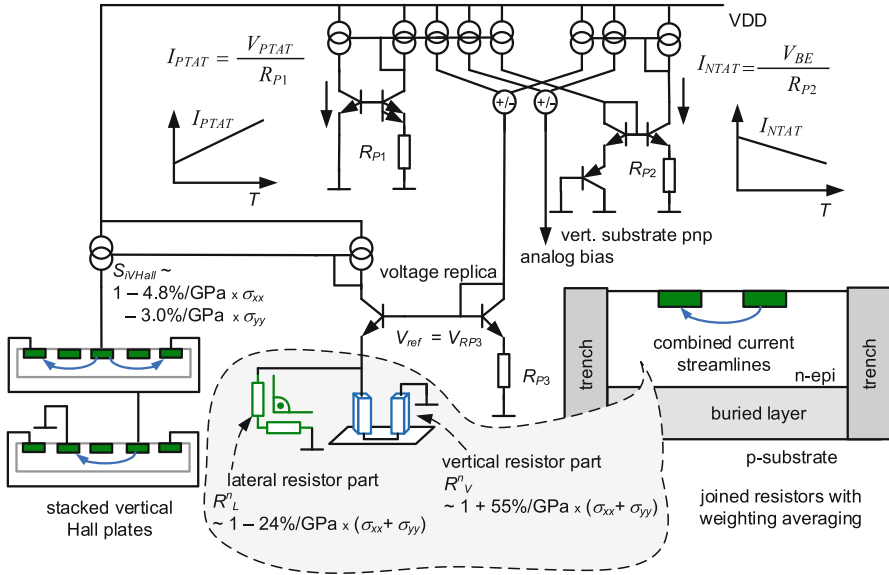 VDD
I_PTAT = V_PTAT / R_P1
I_NTAT = V_BE / R_P2
I_PTAT
T
R_P1
+/-
+/-
R_P2
I_NTAT
T
vert. substrate pnp
analog bias
S_iVHall ~
1 – 4.8%/GPa x σ_xx
– 3.0%/GPa x σ_yy
voltage replica
V_ref = V_RP3
R_P3
trench
combined current
streamlines
n-epi
buried layer
trench
p-substrate
joined resistors with
weighting averaging
stacked vertical
Hall plates
lateral resistor part
R^n_L
~ 1 – 24%/GPa x (σ_xx + σ_yy)
vertical resistor part
R^n_V
~ 1 + 55%/GPa x (σ_xx + σ_yy)